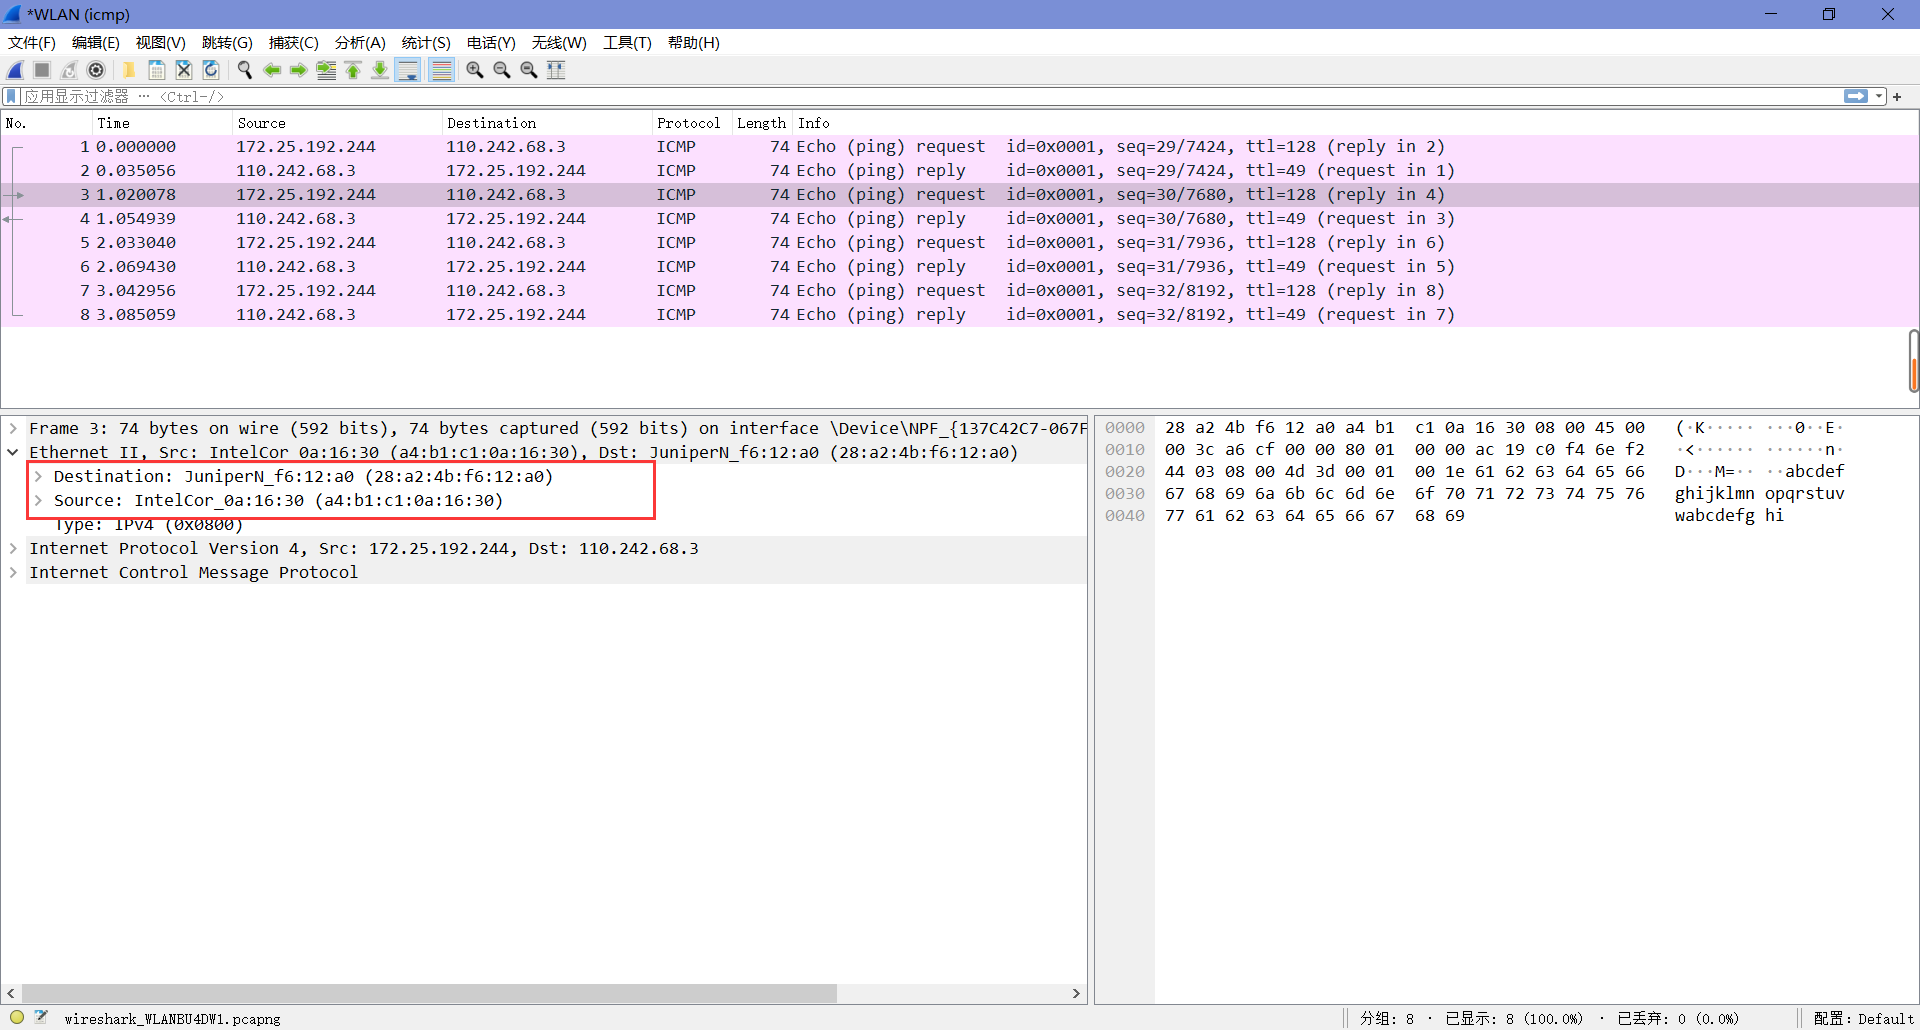 *WLAN (icmp)
文件(F) 编辑(E) 视图(V) 跳转(G) 捕获(C) 分析(A) 统计(S) 电话(Y) 无线(W) 工具(T) 帮助(H)
应用显示过滤器 … <Ctrl-/>
No. Time Source Destination Protocol Length Info
1 0.000000 172.25.192.244 110.242.68.3 ICMP 74 Echo (ping) request id=0x0001, seq=29/7424, ttl=128 (reply in 2)
2 0.035056 110.242.68.3 172.25.192.244 ICMP 74 Echo (ping) reply id=0x0001, seq=29/7424, ttl=49 (request in 1)
3 1.020078 172.25.192.244 110.242.68.3 ICMP 74 Echo (ping) request id=0x0001, seq=30/7680, ttl=128 (reply in 4)
4 1.054939 110.242.68.3 172.25.192.244 ICMP 74 Echo (ping) reply id=0x0001, seq=30/7680, ttl=49 (request in 3)
5 2.033040 172.25.192.244 110.242.68.3 ICMP 74 Echo (ping) request id=0x0001, seq=31/7936, ttl=128 (reply in 6)
6 2.069430 110.242.68.3 172.25.192.244 ICMP 74 Echo (ping) reply id=0x0001, seq=31/7936, ttl=49 (request in 5)
7 3.042956 172.25.192.244 110.242.68.3 ICMP 74 Echo (ping) request id=0x0001, seq=32/8192, ttl=128 (reply in 8)
8 3.085059 110.242.68.3 172.25.192.244 ICMP 74 Echo (ping) reply id=0x0001, seq=32/8192, ttl=49 (request in 7)
Frame 3: 74 bytes on wire (592 bits), 74 bytes captured (592 bits) on interface \Device\NPF_{137C42C7-067F
Ethernet II, Src: IntelCor_0a:16:30 (a4:b1:c1:0a:16:30), Dst: JuniperN_f6:12:a0 (28:a2:4b:f6:12:a0)
Destination: JuniperN_f6:12:a0 (28:a2:4b:f6:12:a0)
Source: IntelCor_0a:16:30 (a4:b1:c1:0a:16:30)
Type: IPv4 (0x0800)
Internet Protocol Version 4, Src: 172.25.192.244, Dst: 110.242.68.3
Internet Control Message Protocol
0000 28 a2 4b f6 12 a0 a4 b1 c1 0a 16 30 08 00 45 00 (·K····· ···0··E·
0010 00 3c a6 cf 00 00 80 01 00 00 ac 19 c0 f4 6e f2 ·<······ ······n·
0020 44 03 08 00 4d 3d 00 01 00 1e 61 62 63 64 65 66 D···M=·· ··abcdef
0030 67 68 69 6a 6b 6c 6d 6e 6f 70 71 72 73 74 75 76 ghijklmn opqrstuv
0040 77 61 62 63 64 65 66 67 68 69 wabcdefg hi
wireshark_WLANBU4DW1.pcapng 分组: 8 · 已显示: 8 (100.0%) · 已丢弃: 0 (0.0%) 配置: Default